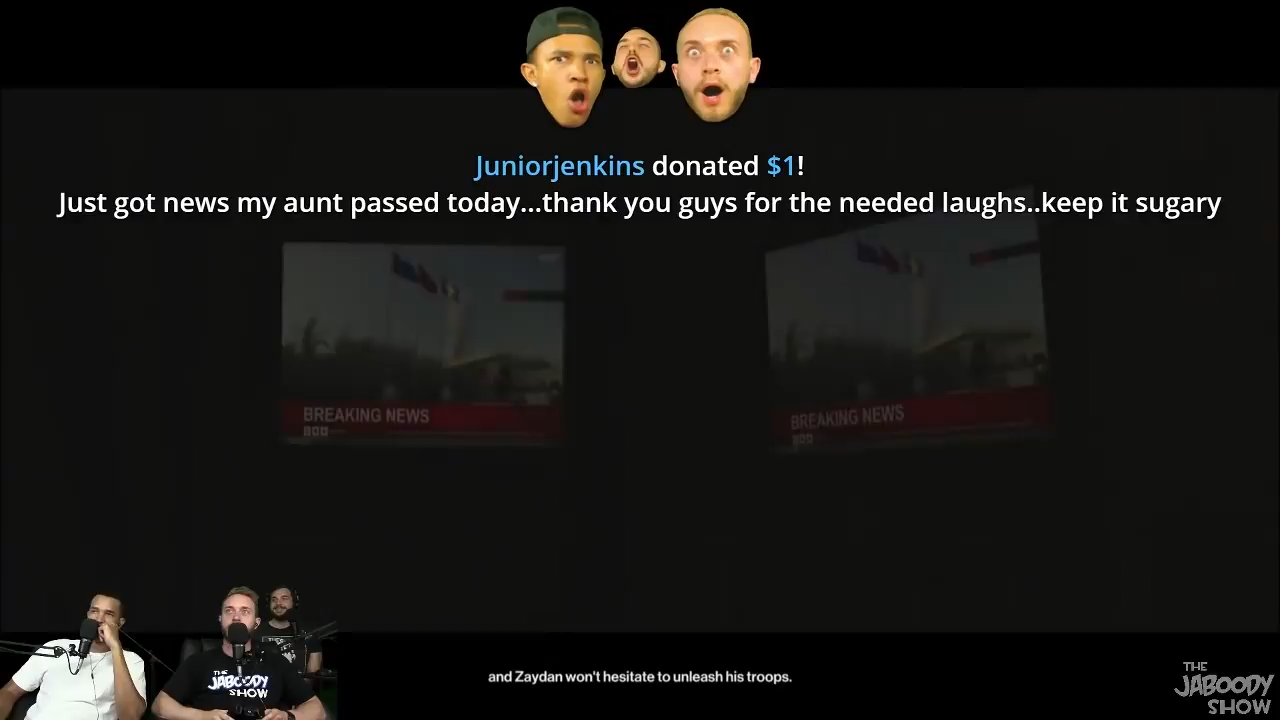 Juniorjenkins donated $1!
Just got news my aunt passed today...thank you guys for the needed laughs..keep it sugary
BREAKING NEWS
BREAKING NEWS
THE
JABOODY
SHOW
and Zaydan won't hesitate to unleash his troops.
THE
JABOODY
SHOW